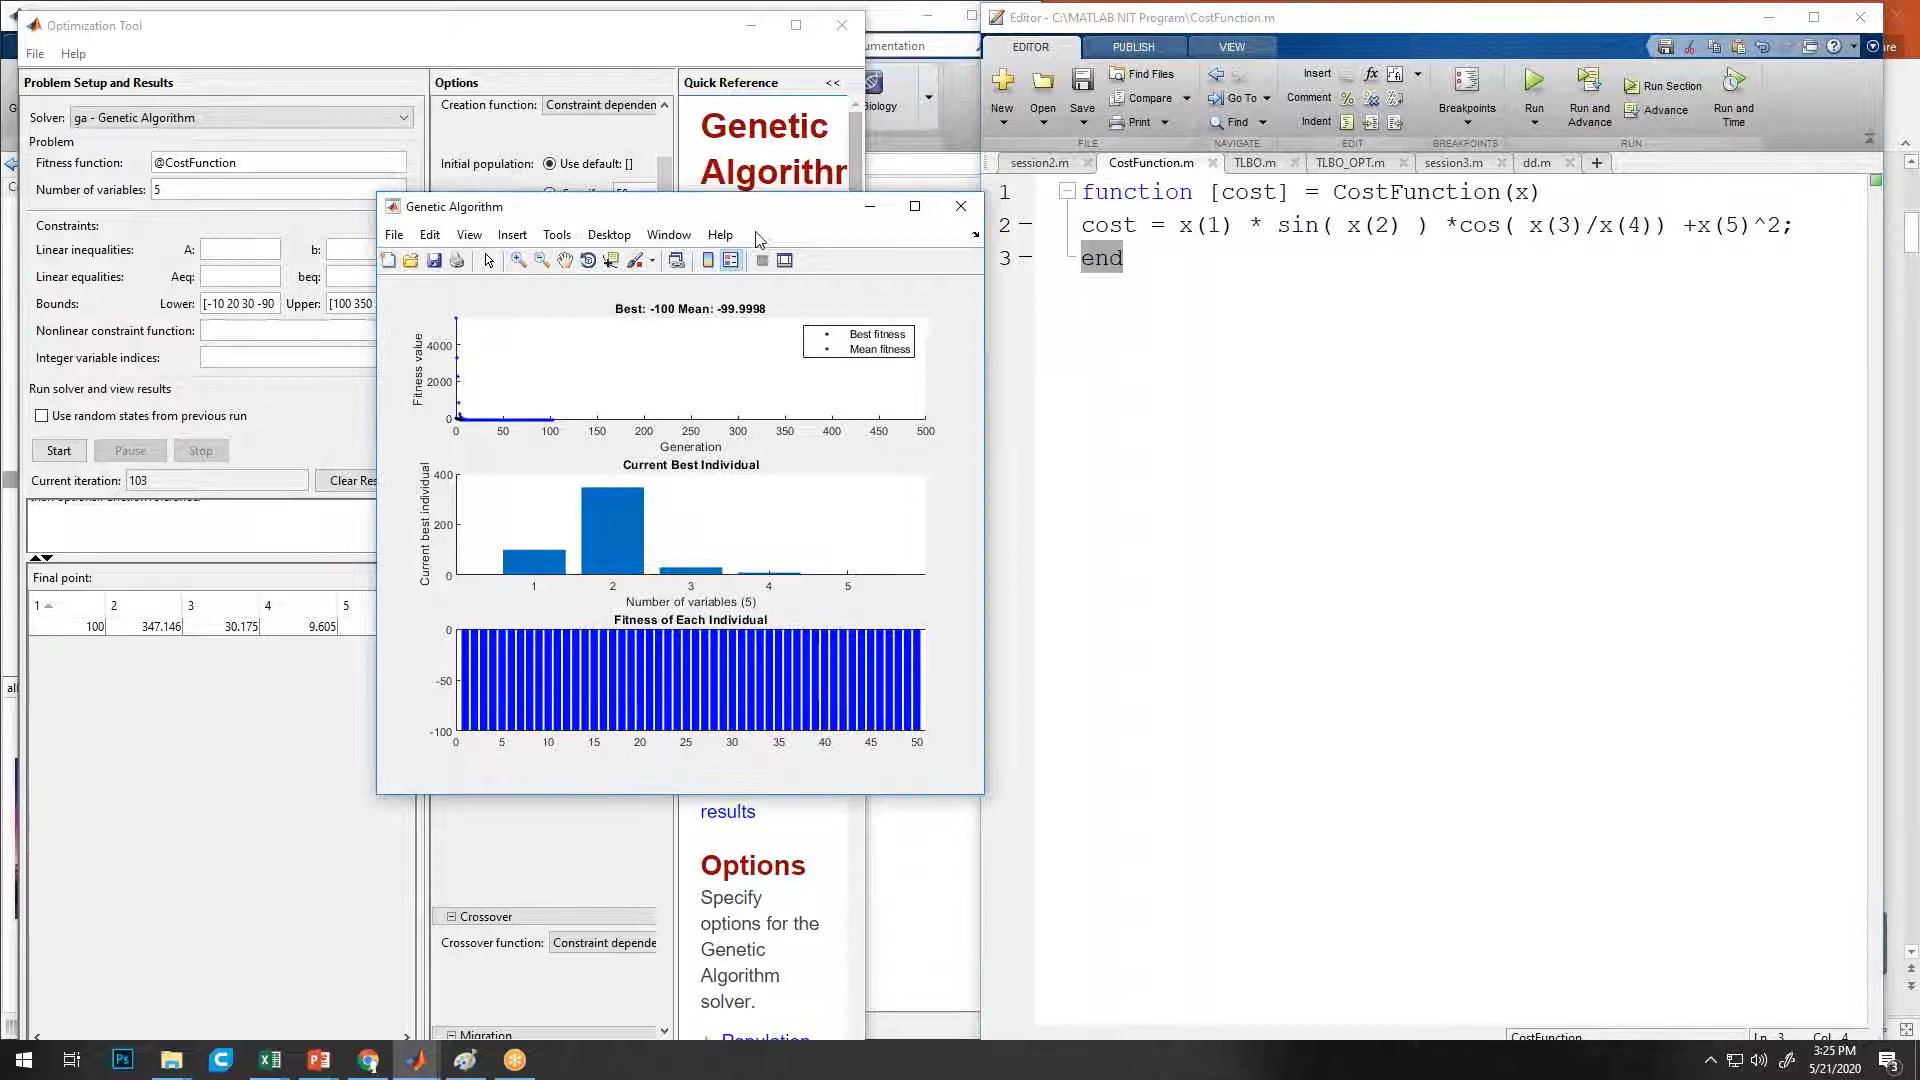 Optimization Tool
File Help
Problem Setup and Results
Solver: ga - Genetic Algorithm
Problem
Fitness function: @CostFunction
Number of variables: 5
Constraints:
Linear inequalities: A: b:
Linear equalities: Aeq: beq:
Bounds: Lower: [-10 20 30 -90 Upper: [100 350
Nonlinear constraint function:
Integer variable indices:
Run solver and view results
Use random states from previous run
Start Pause Stop
Current iteration: 103 Clear Res
Final point:
1 2 3 4 5
100 347.146 30.175 9.605
Options
Creation function: Constraint dependen
Initial population: Use default: []
Crossover
Crossover function: Constraint depende
Migration
Quick Reference <<
Genetic
Algorithm
results
Options
Specify
options for the
Genetic
Algorithm
solver.
Population
Genetic Algorithm
File Edit View Insert Tools Desktop Window Help
Best: -100 Mean: -99.9998
Fitness value
4000
2000
0
Best fitness
Mean fitness
0 50 100 150 200 250 300 350 400 450 500
Generation
Current Best Individual
Current best individual
400
200
0
1 2 3 4 5
Number of variables (5)
Fitness of Each Individual
0
-50
-100
0 5 10 15 20 25 30 35 40 45 50
umentation
Biology
Editor - C:\MATLAB NIT Program\CostFunction.m
EDITOR PUBLISH VIEW
New Open Save Find Files Compare Print
Go To Find
Insert fx
Comment
Indent
Breakpoints
Run
Run and Advance
Run Section
Advance
Run and Time
FILE NAVIGATE EDIT BREAKPOINTS RUN
session2.m CostFunction.m TLBO.m TLBO_OPT.m session3.m dd.m
1 function [cost] = CostFunction(x)
2 cost = x(1) * sin( x(2) ) *cos( x(3)/x(4)) +x(5)^2;
3 end
CostFunction Ln 3 Col 4
Ps
3:25 PM
5/21/2020
3